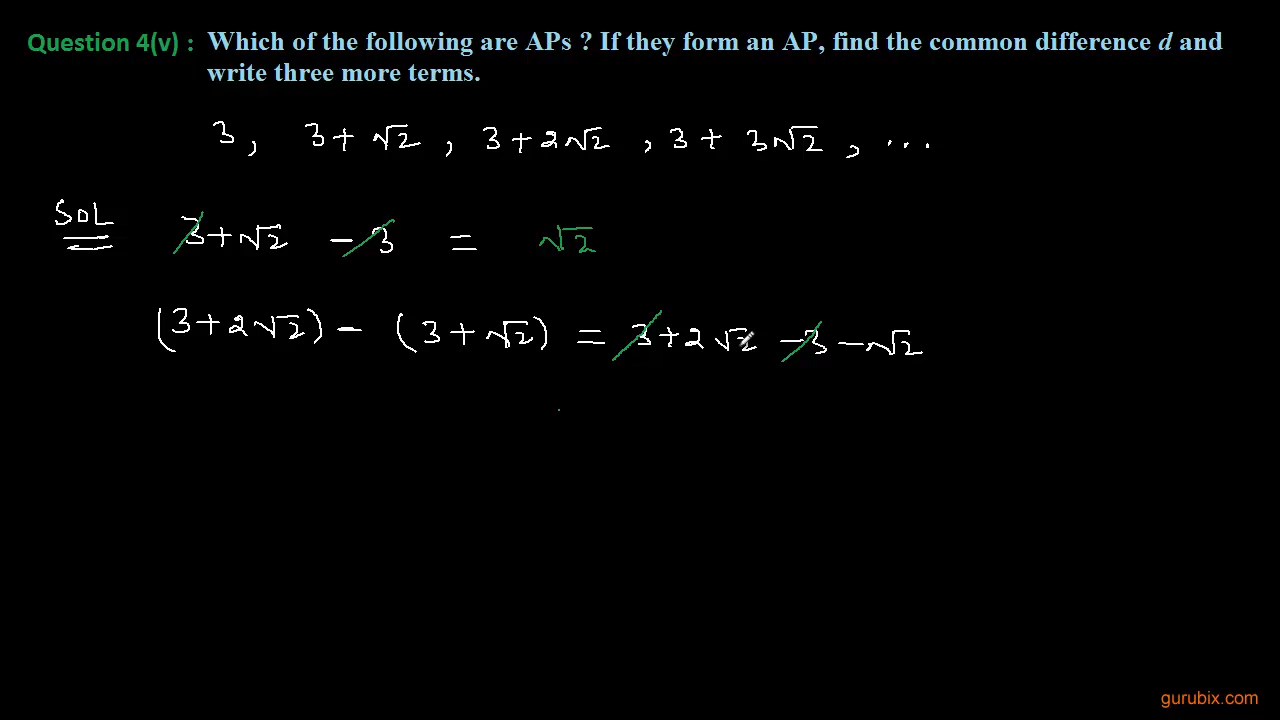 Question 4(v) : Which of the following are APs ? If they form an AP, find the common difference d and
write three more terms.
3, 3 + √2, 3 + 2√2, 3 + 3√2, ...
SOL 3 + √2 - 3 = √2
(3 + 2√2) - (3 + √2) = 3 + 2√2 - 3 - √2
gurubix.com